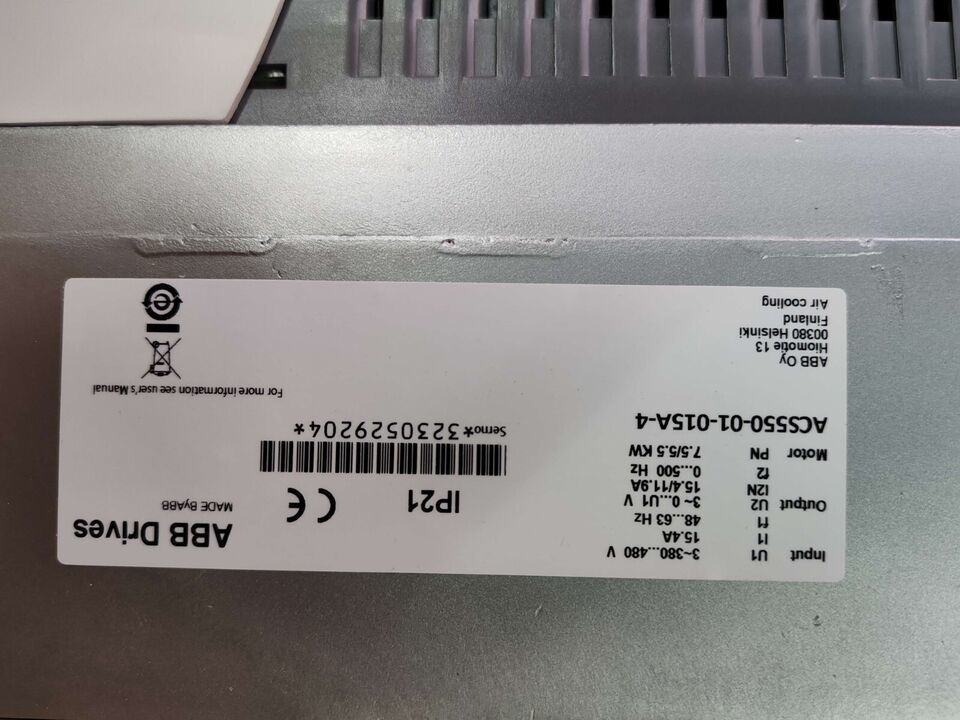 ABB Oy
Hiomotie 13
00380 Helsinki
Finland
Air cooling
ACS550-01-015A-4
Input U1 3~380...480 V
I1 15.4A
f1 48...63 Hz
Output U2 3~ 0...U1 V
I2N 15.4/11.9A
f2 0...500 Hz
Motor PN 7.5/5.5 KW
ABB Drives
MADE ByABB
IP21 CE
Serno*3230529204*
For more information see user's Manual
e